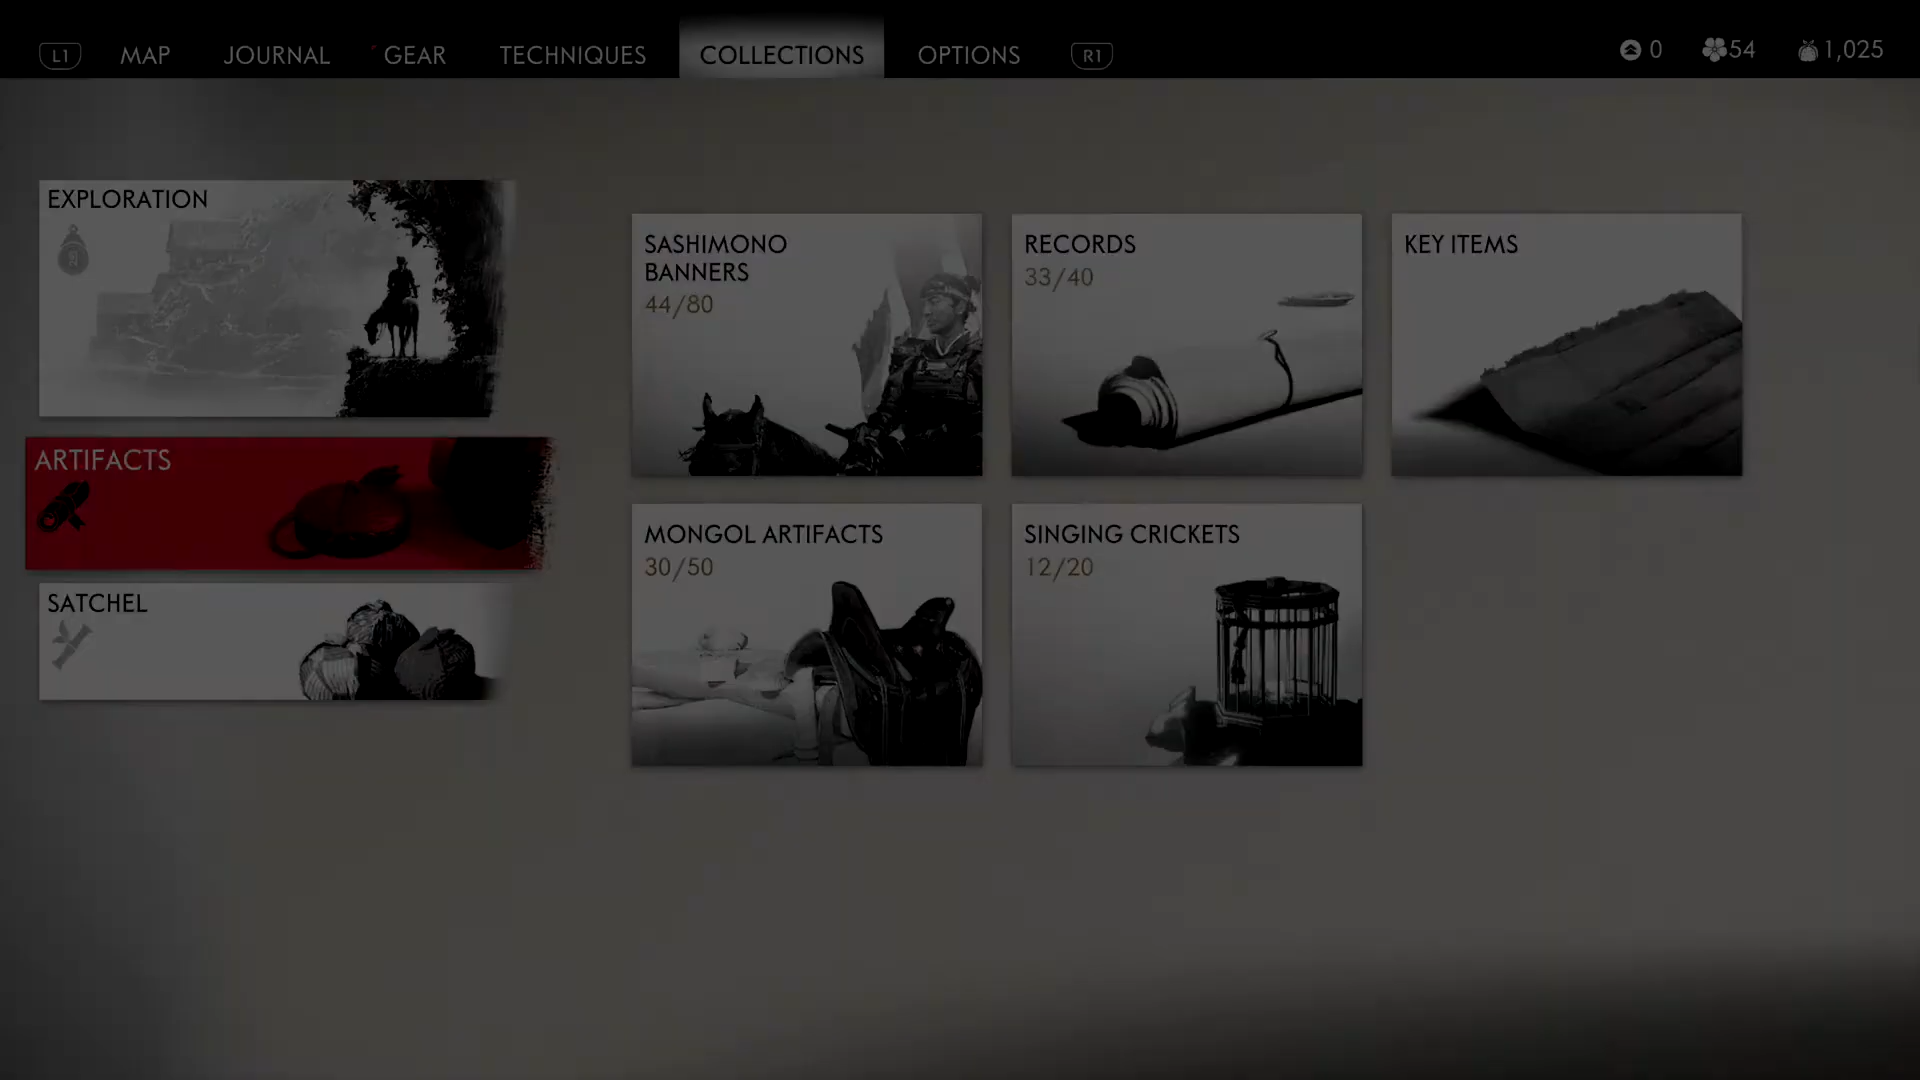 L1 MAP JOURNAL GEAR TECHNIQUES COLLECTIONS OPTIONS R1 0 54 1,025
EXPLORATION
ARTIFACTS
SATCHEL
SASHIMONO
BANNERS
44/80
RECORDS
33/40
KEY ITEMS
MONGOL ARTIFACTS
30/50
SINGING CRICKETS
12/20